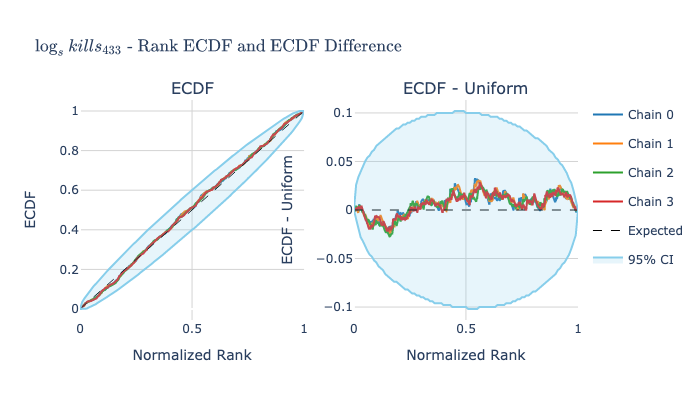 log_s kills_433 - Rank ECDF and ECDF Difference
ECDF
ECDF - Uniform
1
0.8
0.6
0.4
0.2
0
ECDF
0
0.5
1
Normalized Rank
0.1
0.05
0
−0.05
−0.1
ECDF - Uniform
0
0.5
1
Normalized Rank
Chain 0
Chain 1
Chain 2
Chain 3
Expected
95% CI